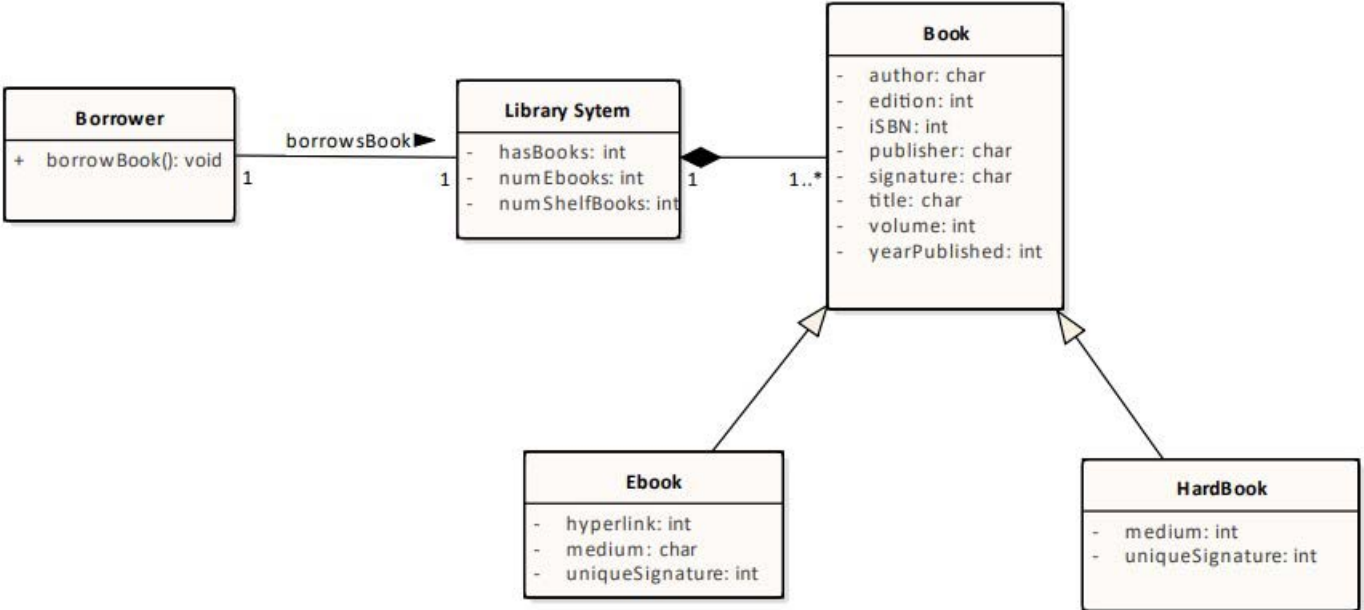 Borrower
+ borrowBook(): void
borrowsBook
1
1
Library Sytem
- hasBooks: int
- numEbooks: int
- numShelfBooks: int
1
1..*
Book
- author: char
- edition: int
- iSBN: int
- publisher: char
- signature: char
- title: char
- volume: int
- yearPublished: int
Ebook
- hyperlink: int
- medium: char
- uniqueSignature: int
HardBook
- medium: int
- uniqueSignature: int